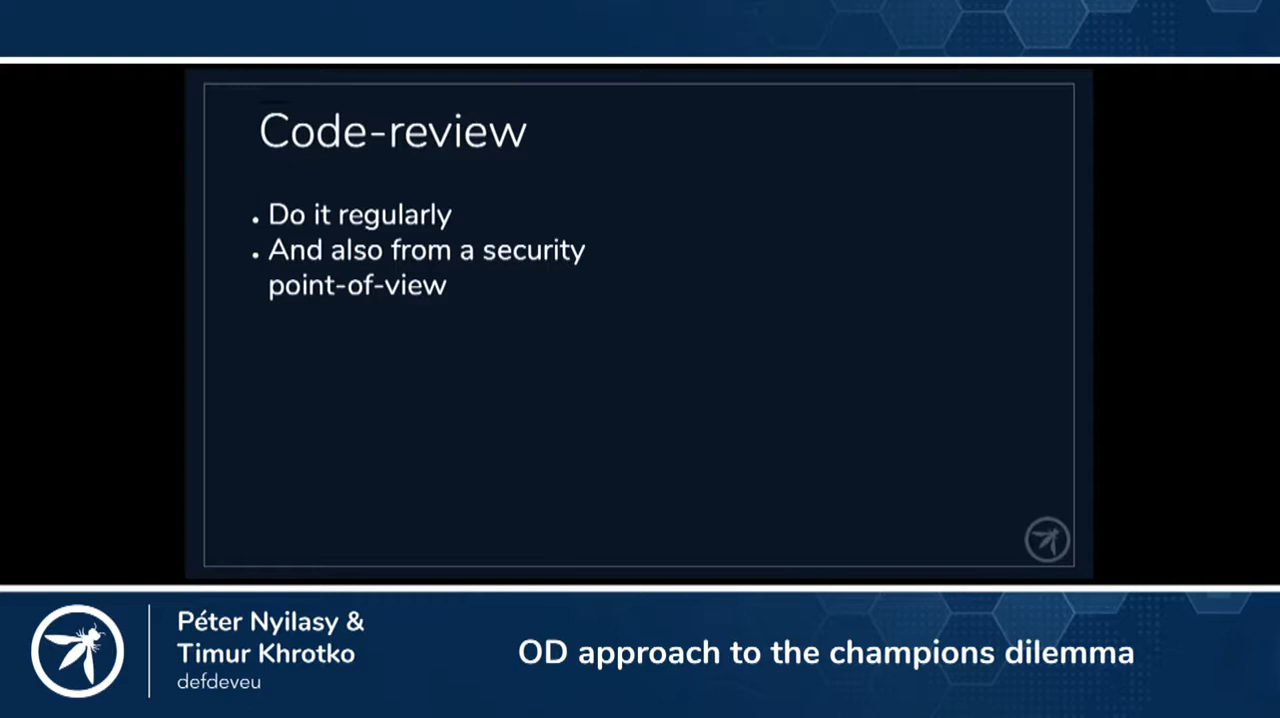 Code-review
• Do it regularly
• And also from a security
point-of-view
Péter Nyilasy &
Timur Khrotko
defdeveu
OD approach to the champions dilemma